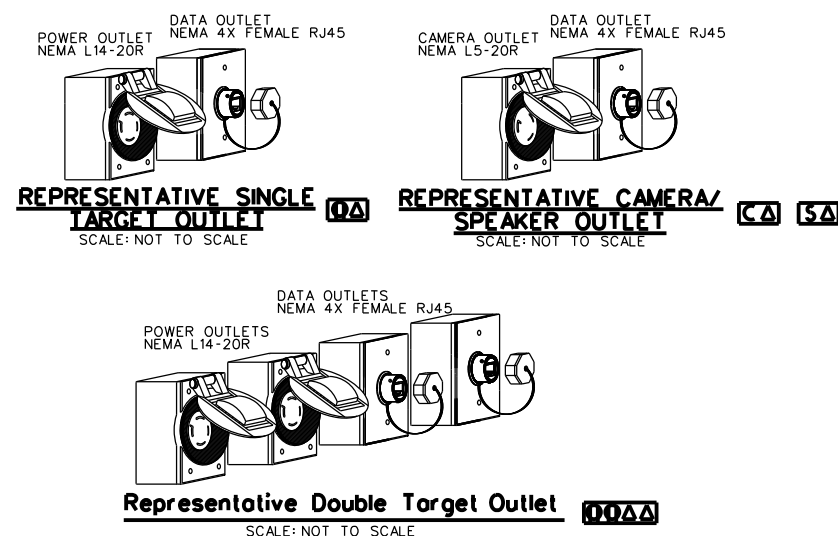 POWER OUTLET
NEMA L14-20R
DATA OUTLET
NEMA 4X FEMALE RJ45
REPRESENTATIVE SINGLE
TARGET OUTLET
SCALE: NOT TO SCALE
CAMERA OUTLET
NEMA L5-20R
DATA OUTLET
NEMA 4X FEMALE RJ45
REPRESENTATIVE CAMERA/
SPEAKER OUTLET
SCALE: NOT TO SCALE
C△
S△
POWER OUTLETS
NEMA L14-20R
DATA OUTLETS
NEMA 4X FEMALE RJ45
Representative Double Target Outlet
SCALE: NOT TO SCALE